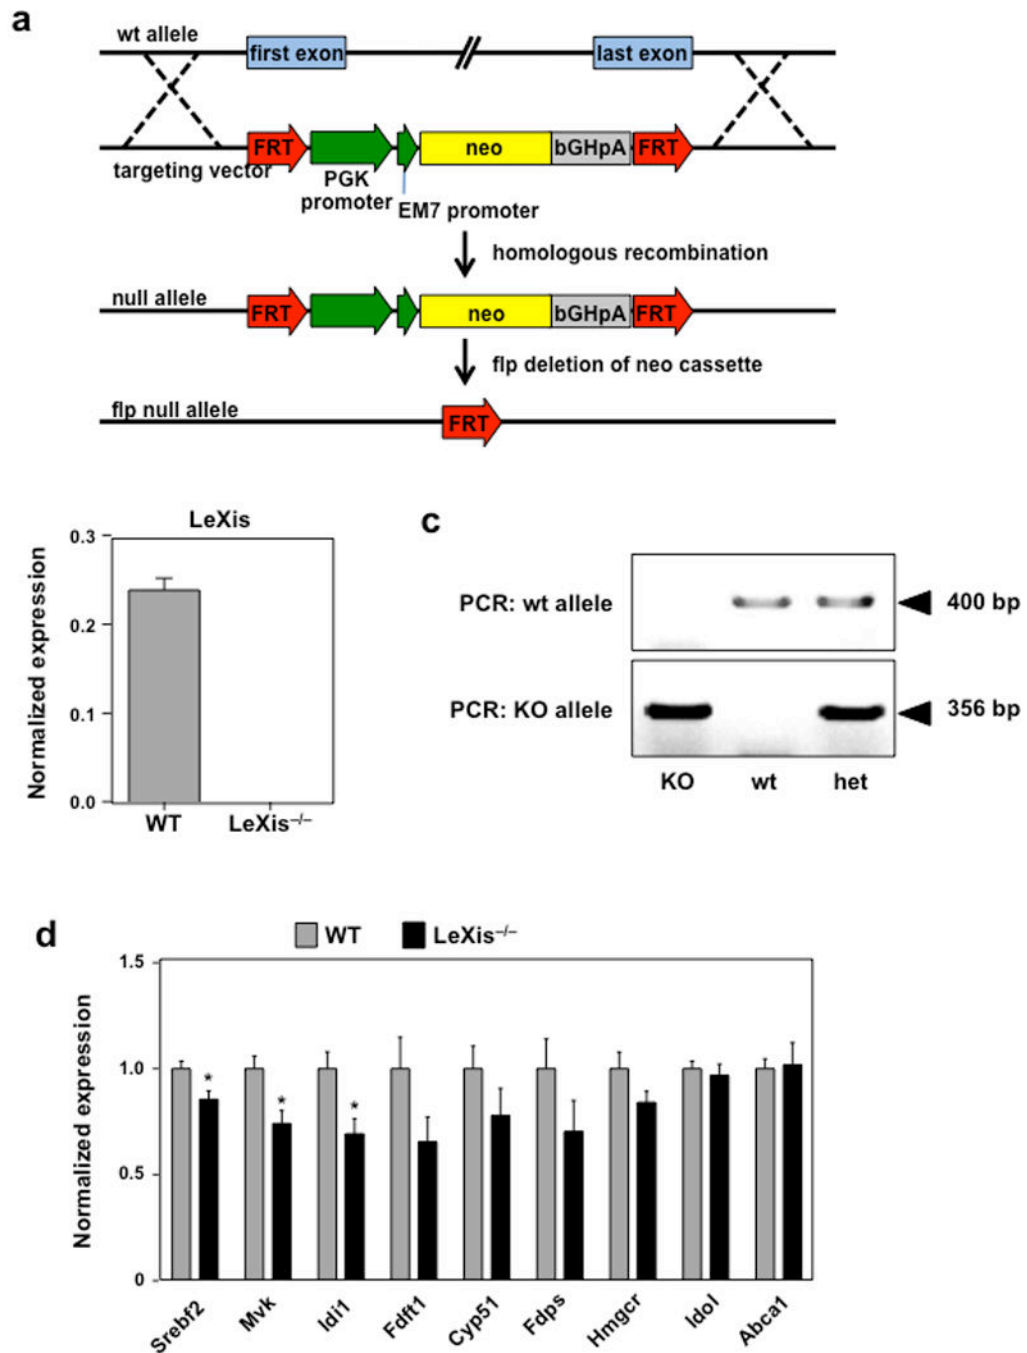 a
wt allele
first exon
last exon
FRT
neo
bGHpA
FRT
targeting vector
PGK
promoter
EM7 promoter
homologous recombination
null allele
FRT
neo
bGHpA
FRT
flp deletion of neo cassette
flp null allele
FRT
LeXis
Normalized expression
0.3
0.2
0.1
0.0
WT
LeXis–/–
c
PCR: wt allele
400 bp
PCR: KO allele
356 bp
KO
wt
het
d
WT
LeXis–/–
Normalized expression
1.5
1.0
0.5
0
*
*
*
Srebf2
Mvk
Idi1
Fdft1
Cyp51
Fdps
Hmgcr
Idol
Abca1